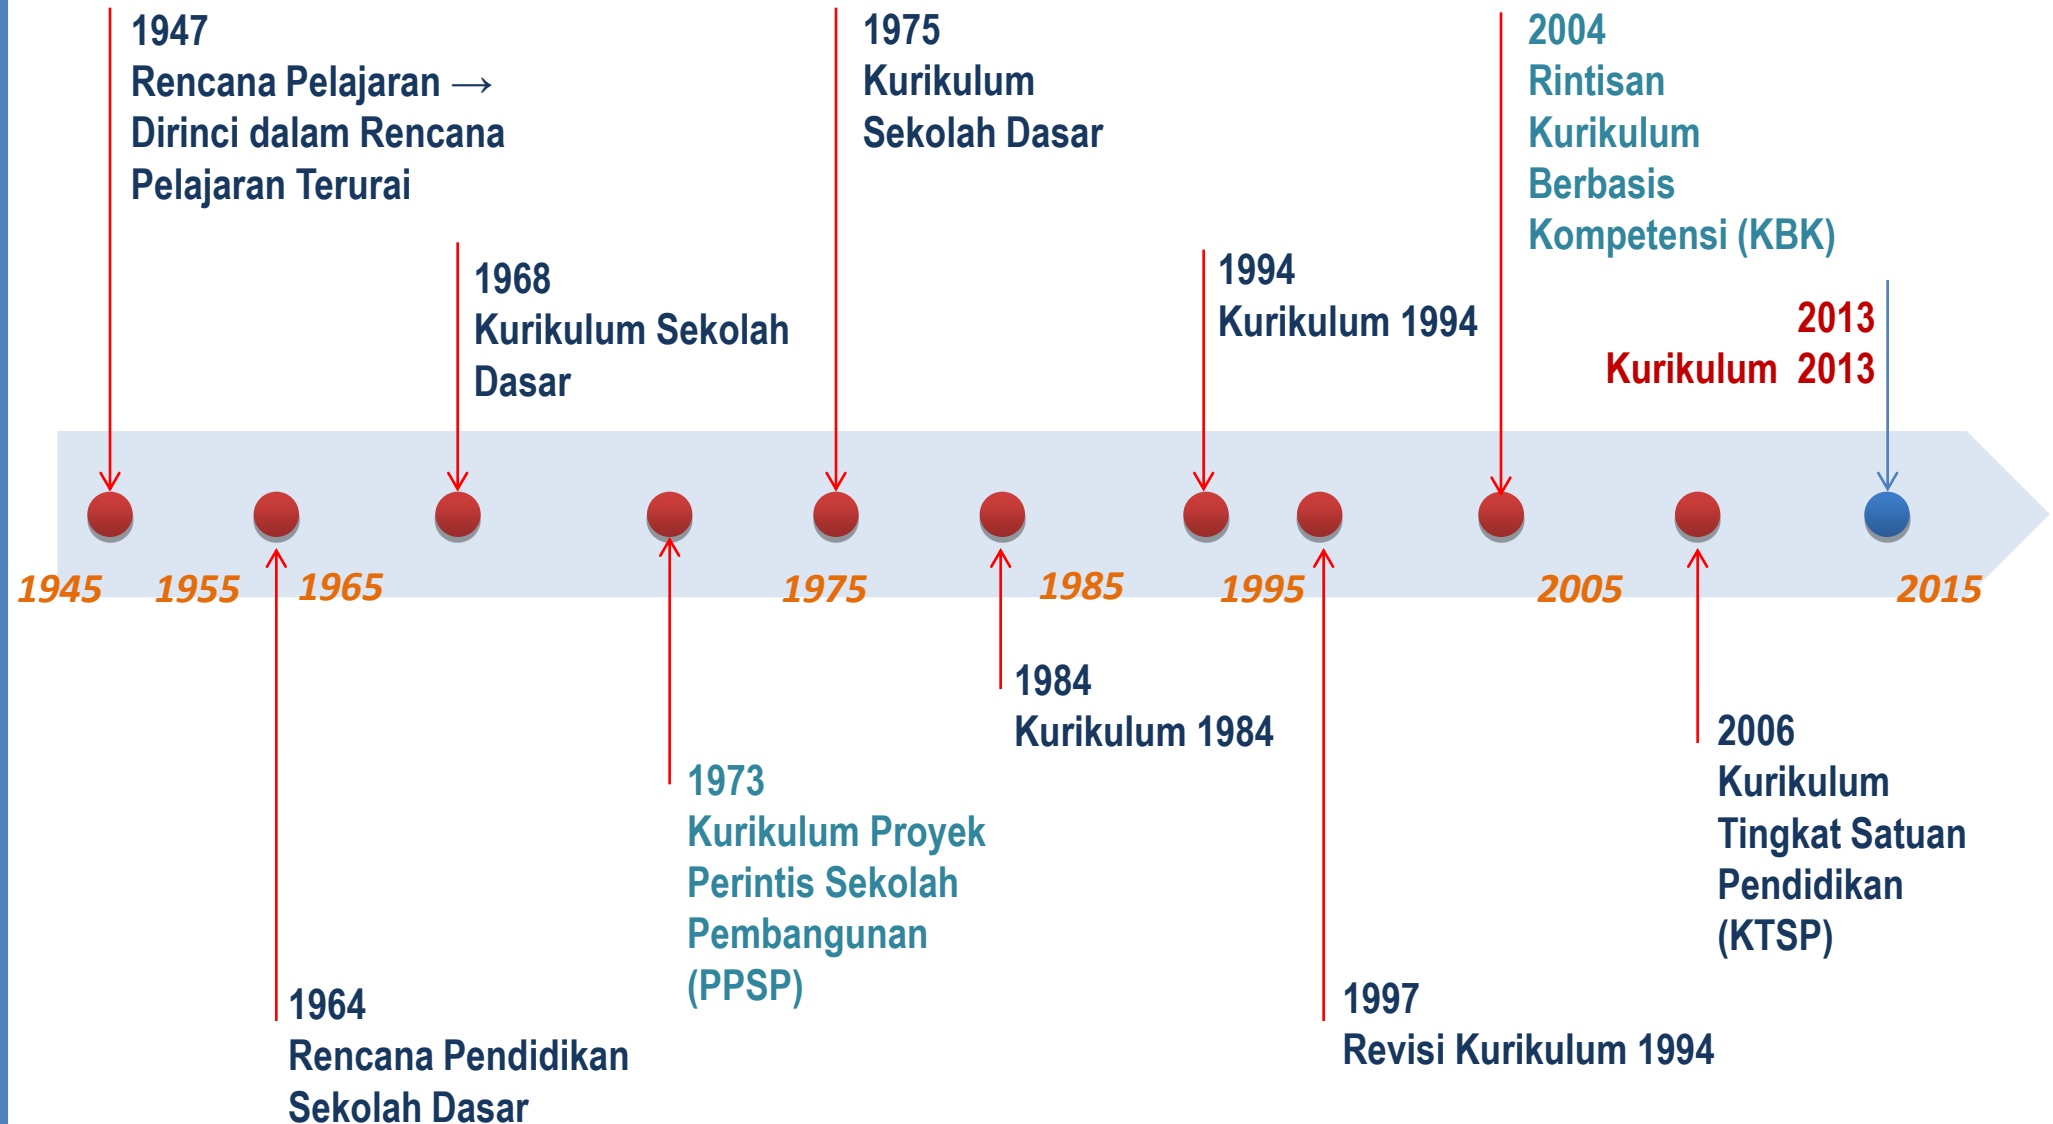 1947
Rencana Pelajaran →
Dirinci dalam Rencana
Pelajaran Terurai
1975
Kurikulum
Sekolah Dasar
2004
Rintisan
Kurikulum
Berbasis
Kompetensi (KBK)
1968
Kurikulum Sekolah
Dasar
1994
Kurikulum 1994
2013
Kurikulum 2013
1945 1955 1965 1975 1985 1995 2005 2015
1984
Kurikulum 1984
2006
Kurikulum
Tingkat Satuan
Pendidikan
(KTSP)
1973
Kurikulum Proyek
Perintis Sekolah
Pembangunan
(PPSP)
1964
Rencana Pendidikan
Sekolah Dasar
1997
Revisi Kurikulum 1994